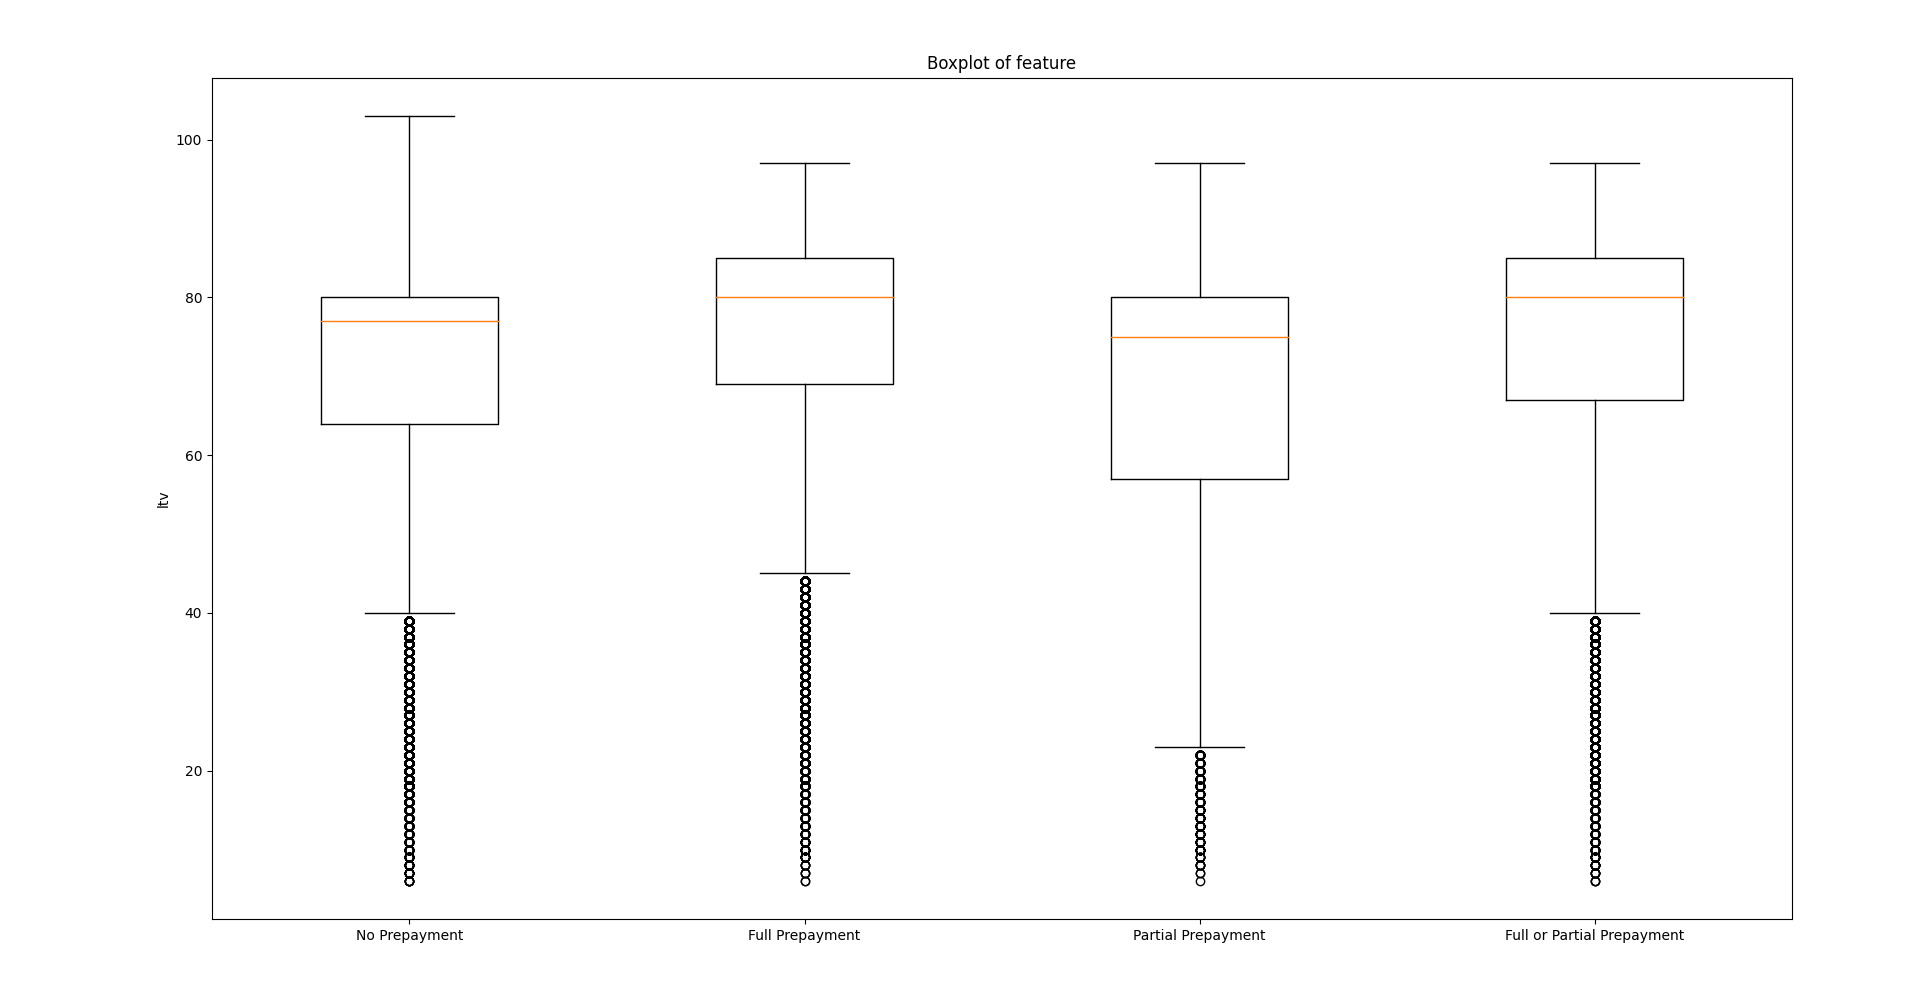 Boxplot of feature
100
80
60
40
20
ltv
No Prepayment
Full Prepayment
Partial Prepayment
Full or Partial Prepayment